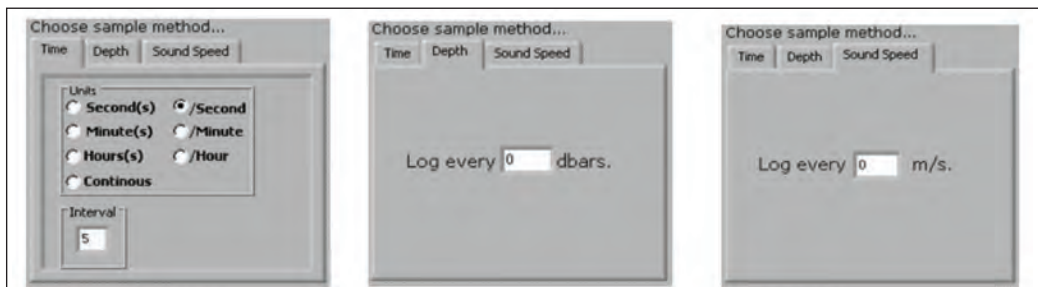 Choose sample method...
Time Depth Sound Speed
Units
Second(s) /Second
Minute(s) /Minute
Hours(s) /Hour
Continous
Interval
5
Choose sample method...
Time Depth Sound Speed
Log every 0 dbars.
Choose sample method...
Time Depth Sound Speed
Log every 0 m/s.